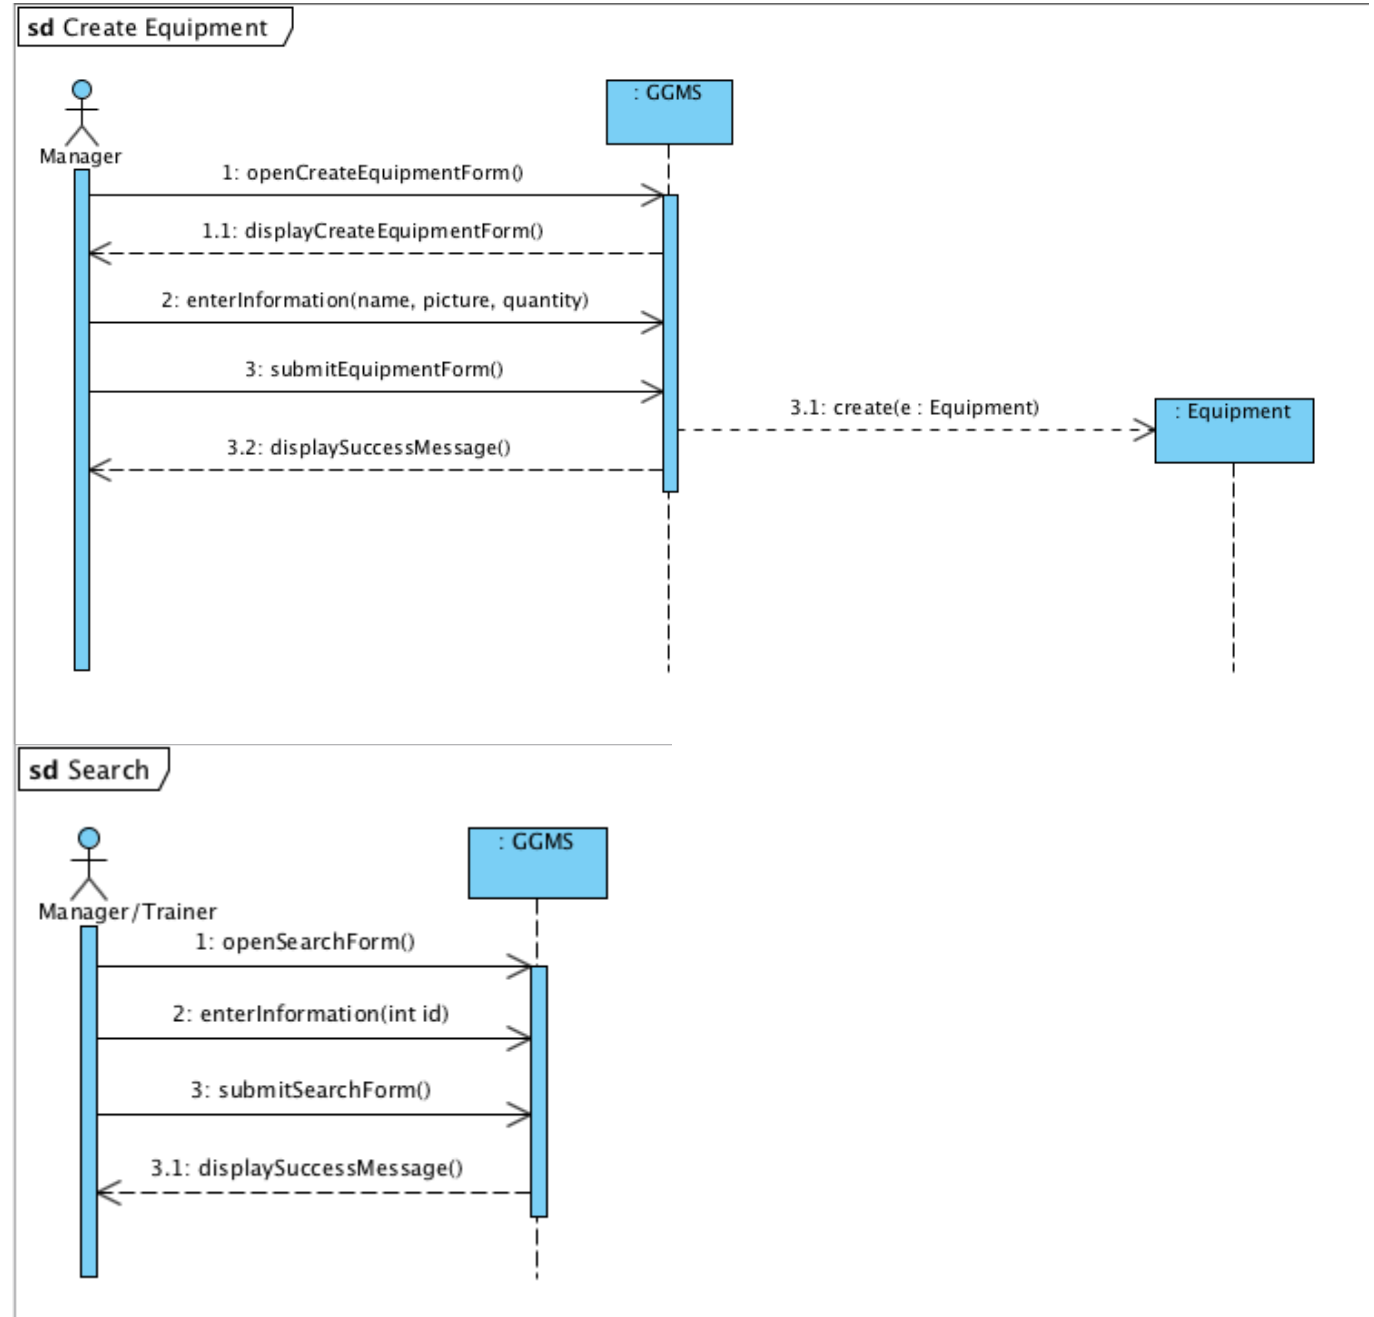 sd Create Equipment
: GGMS
Manager
1: openCreateEquipmentForm()
1.1: displayCreateEquipmentForm()
2: enterInformation(name, picture, quantity)
3: submitEquipmentForm()
3.1: create(e : Equipment)
: Equipment
3.2: displaySuccessMessage()
sd Search
: GGMS
Manager/Trainer
1: openSearchForm()
2: enterInformation(int id)
3: submitSearchForm()
3.1: displaySuccessMessage()